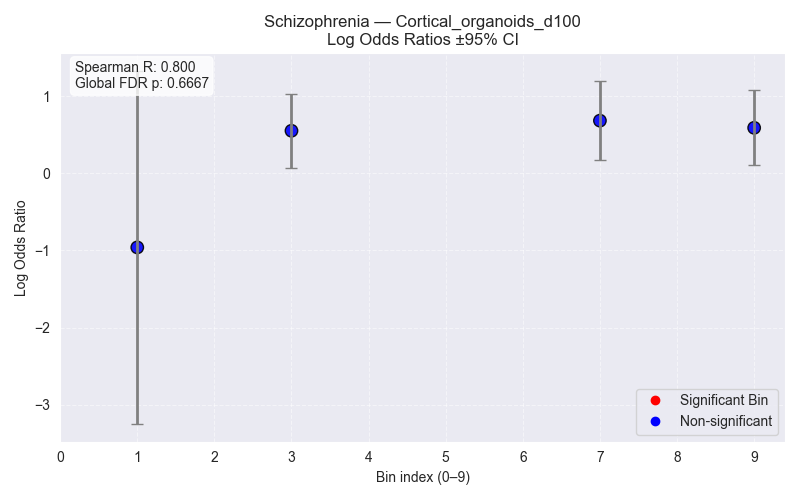 Schizophrenia — Cortical_organoids_d100
Log Odds Ratios ±95% CI
Spearman R: 0.800
Global FDR p: 0.6667
Log Odds Ratio
1
0
−1
−2
−3
0 1 2 3 4 5 6 7 8 9
Bin index (0–9)
Significant Bin
Non-significant